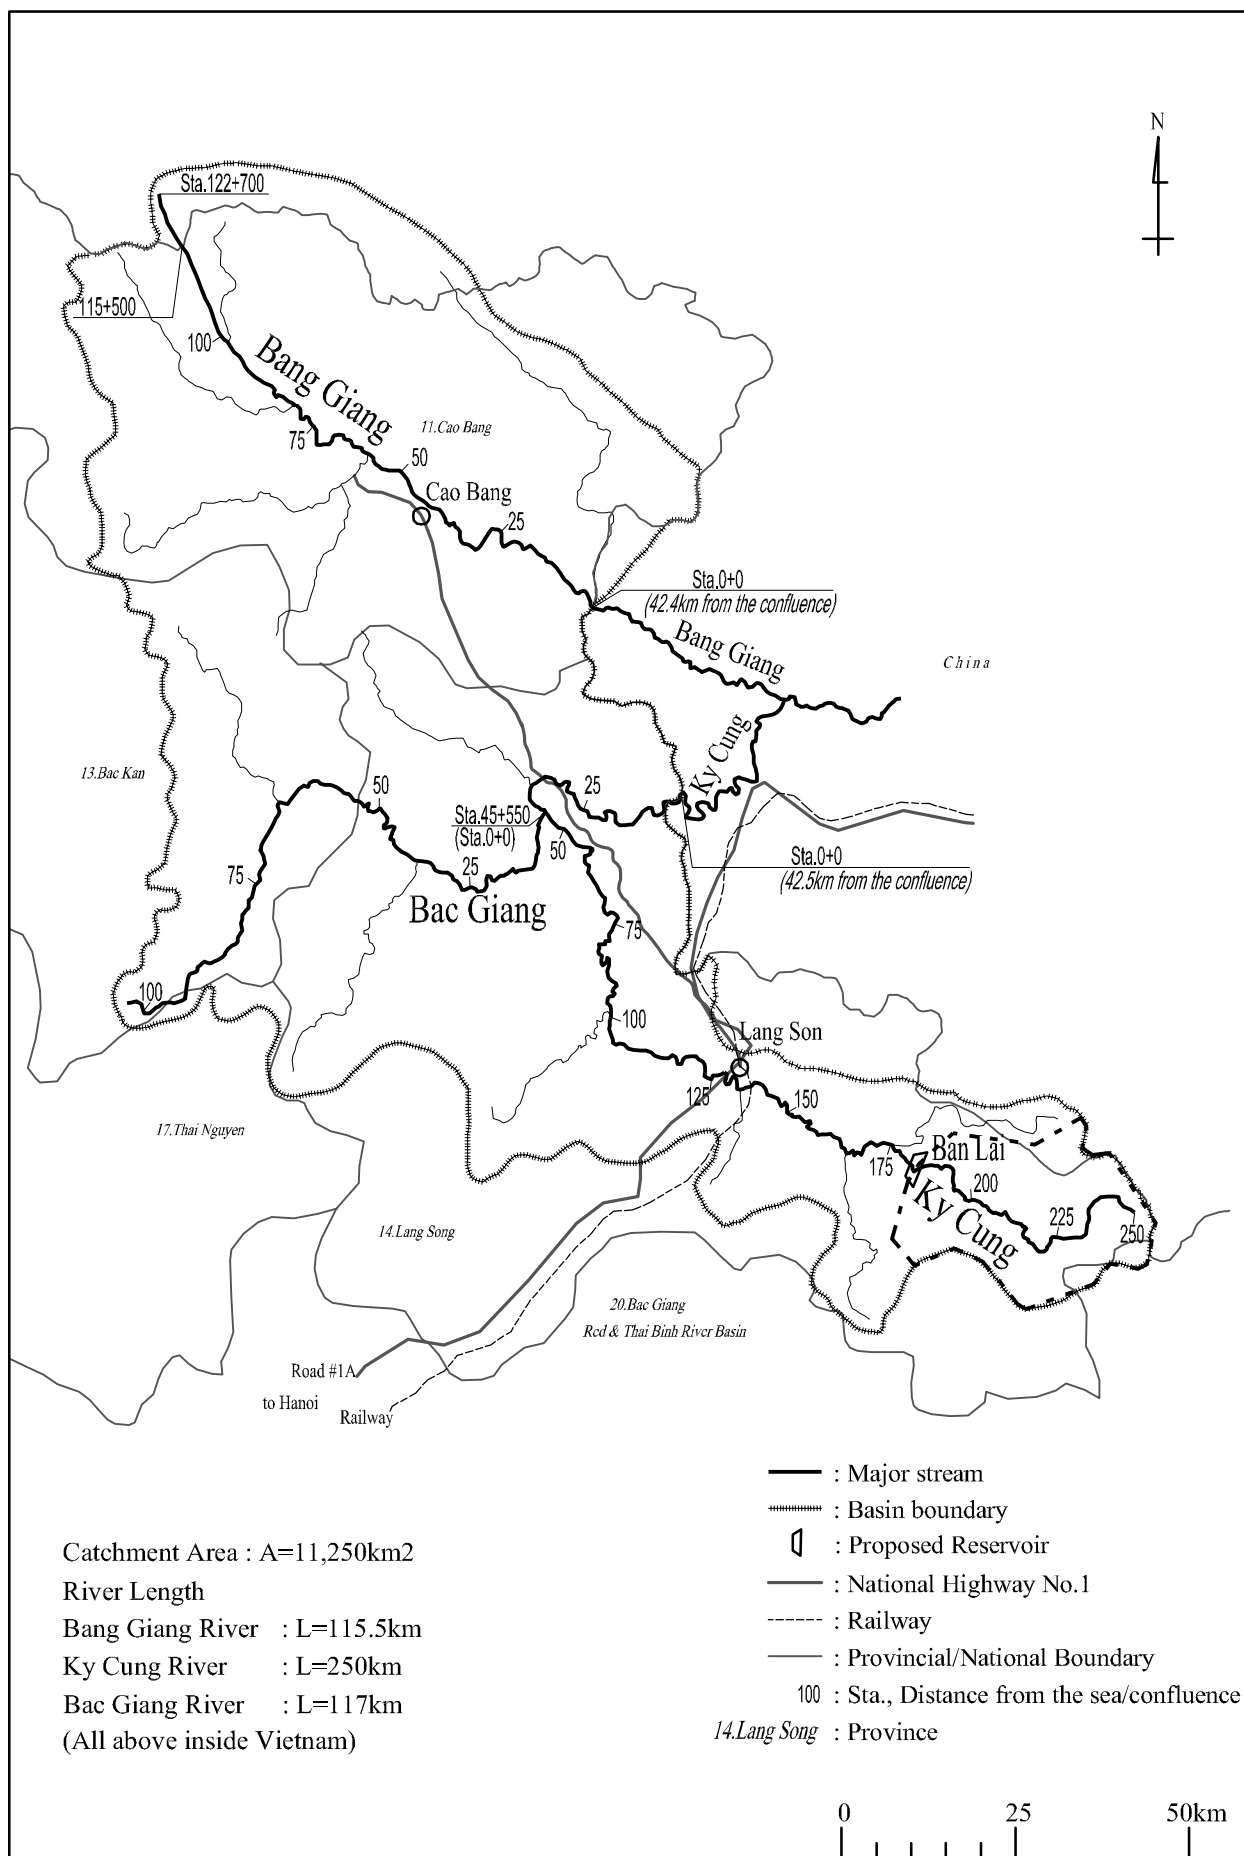 N
Sta.122+700
115+500
100
Bang Giang
75
11.Cao Bang
50
Cao Bang
25
Sta.0+0
(42.4km from the confluence)
Bang Giang
China
Ky Cung
13.Bac Kan
50
25
Sta.45+550
(Sta.0+0)
50
Sta.0+0
(42.5km from the confluence)
75
25
Bac Giang
75
100
100
Lang Son
125
150
17.Thai Nguyen
175
Ban Lai
200
Ky Cung
225
250
14.Lang Song
20.Bac Giang
Red & Thai Binh River Basin
Road #1A
to Hanoi
Railway
: Major stream
: Basin boundary
: Proposed Reservoir
: National Highway No.1
: Railway
: Provincial/National Boundary
100 : Sta., Distance from the sea/confluence
14.Lang Song : Province
Catchment Area : A=11,250km2
River Length
Bang Giang River : L=115.5km
Ky Cung River : L=250km
Bac Giang River : L=117km
(All above inside Vietnam)
0 25 50km